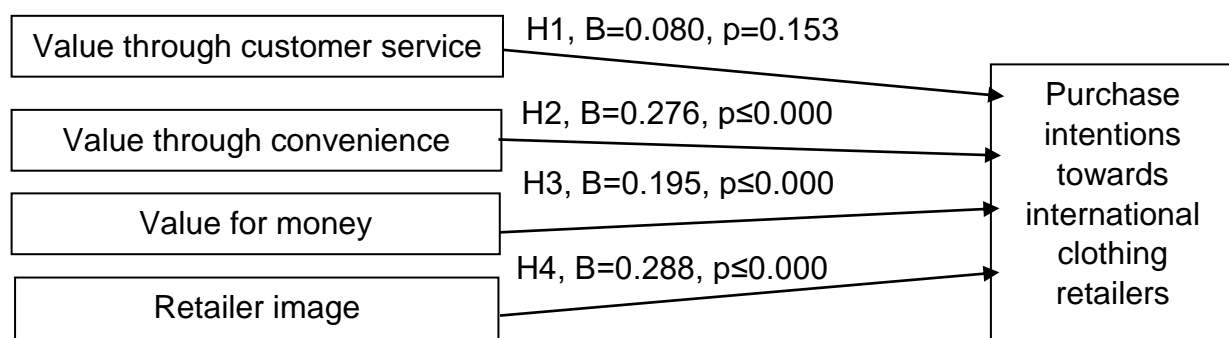 Value through customer service
H1, B=0.080, p=0.153
Value through convenience
H2, B=0.276, p≤0.000
Value for money
H3, B=0.195, p≤0.000
Retailer image
H4, B=0.288, p≤0.000
Purchase
intentions
towards
international
clothing
retailers